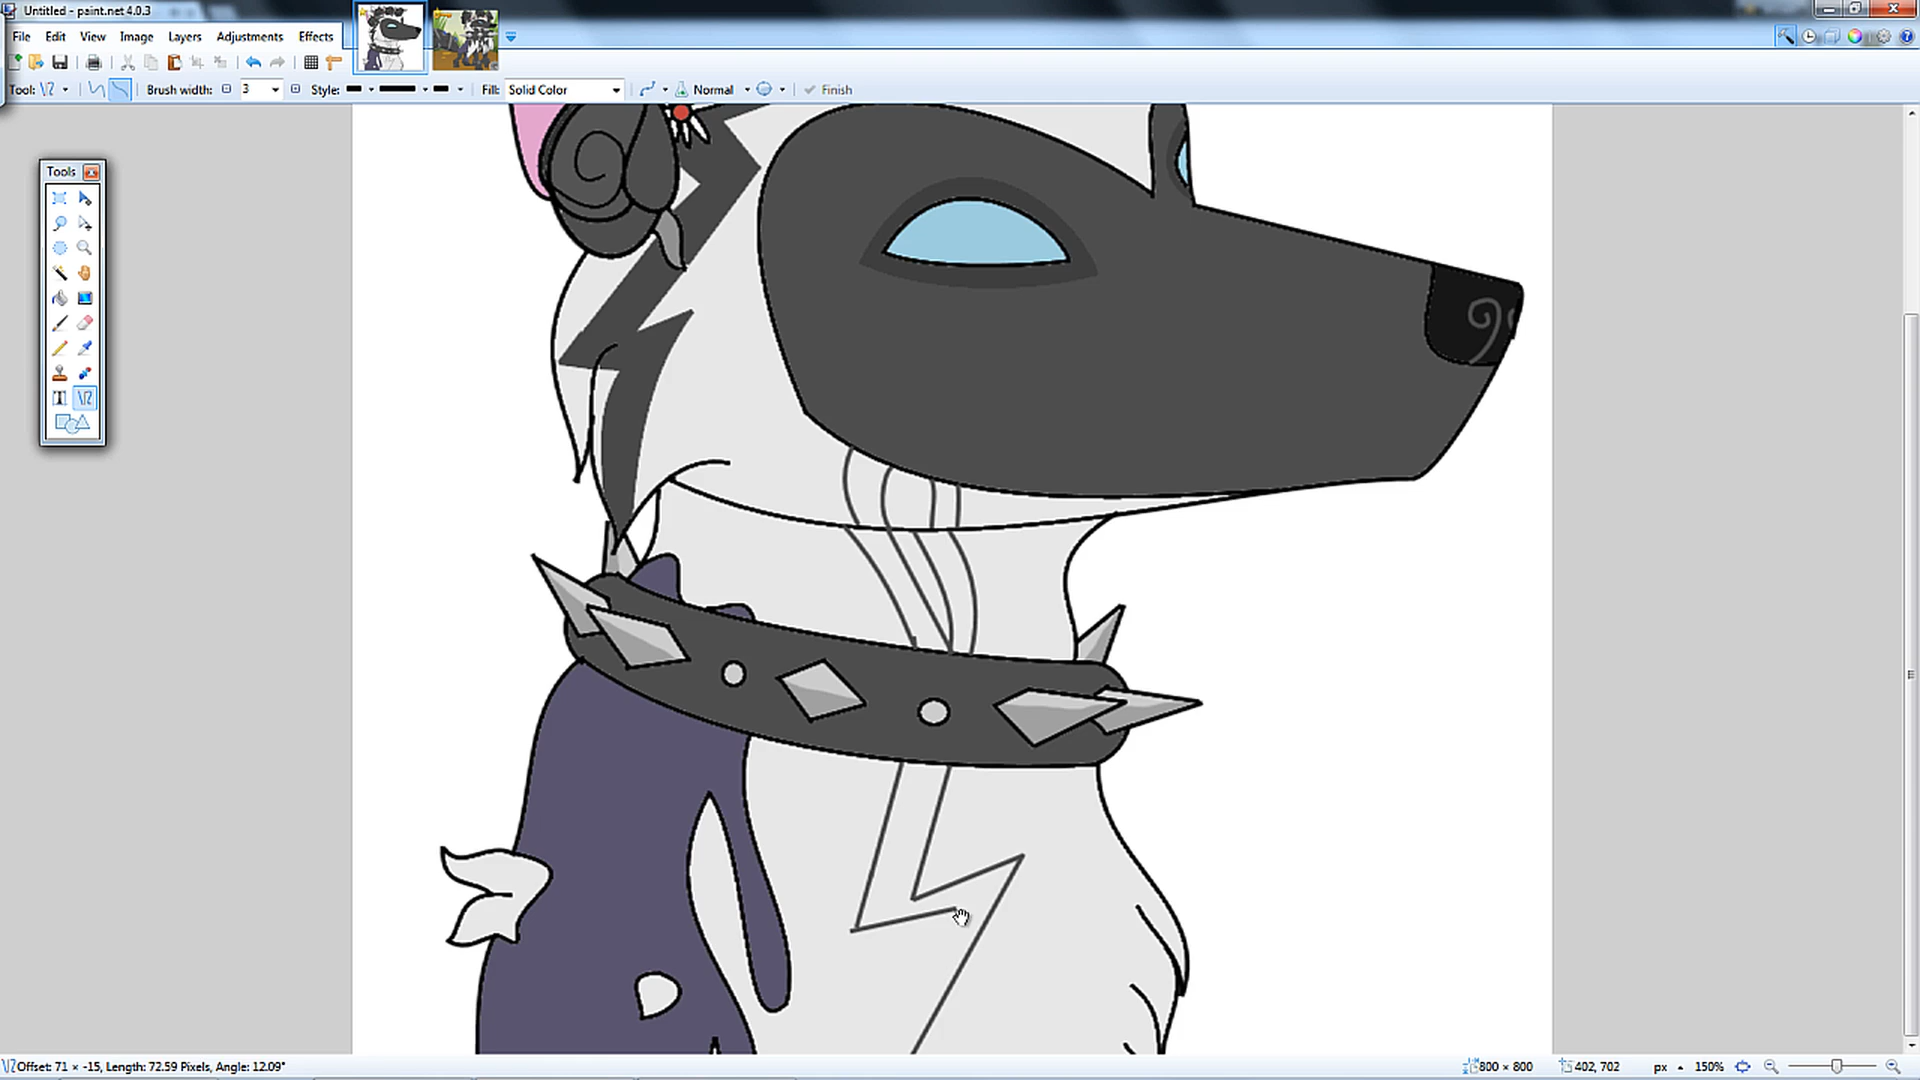 Untitled - paint.net 4.0.3
File Edit View Image Layers Adjustments Effects
Tool: Brush width: 3 Style: Fill: Solid Color Normal Finish
Tools
Offset: 71 × -15, Length: 72.59 Pixels, Angle: 12.09° 800 × 800 402, 702 px 150%